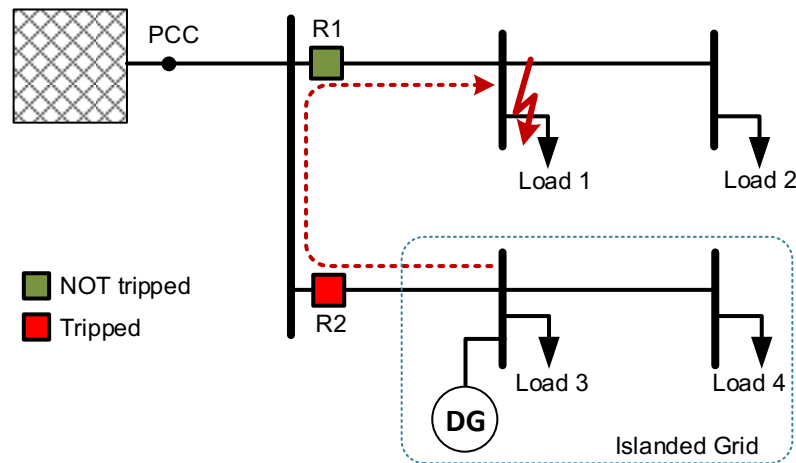 PCC
R1
Load 1
Load 2
NOT tripped
Tripped
R2
Load 3
Load 4
DG
Islanded Grid